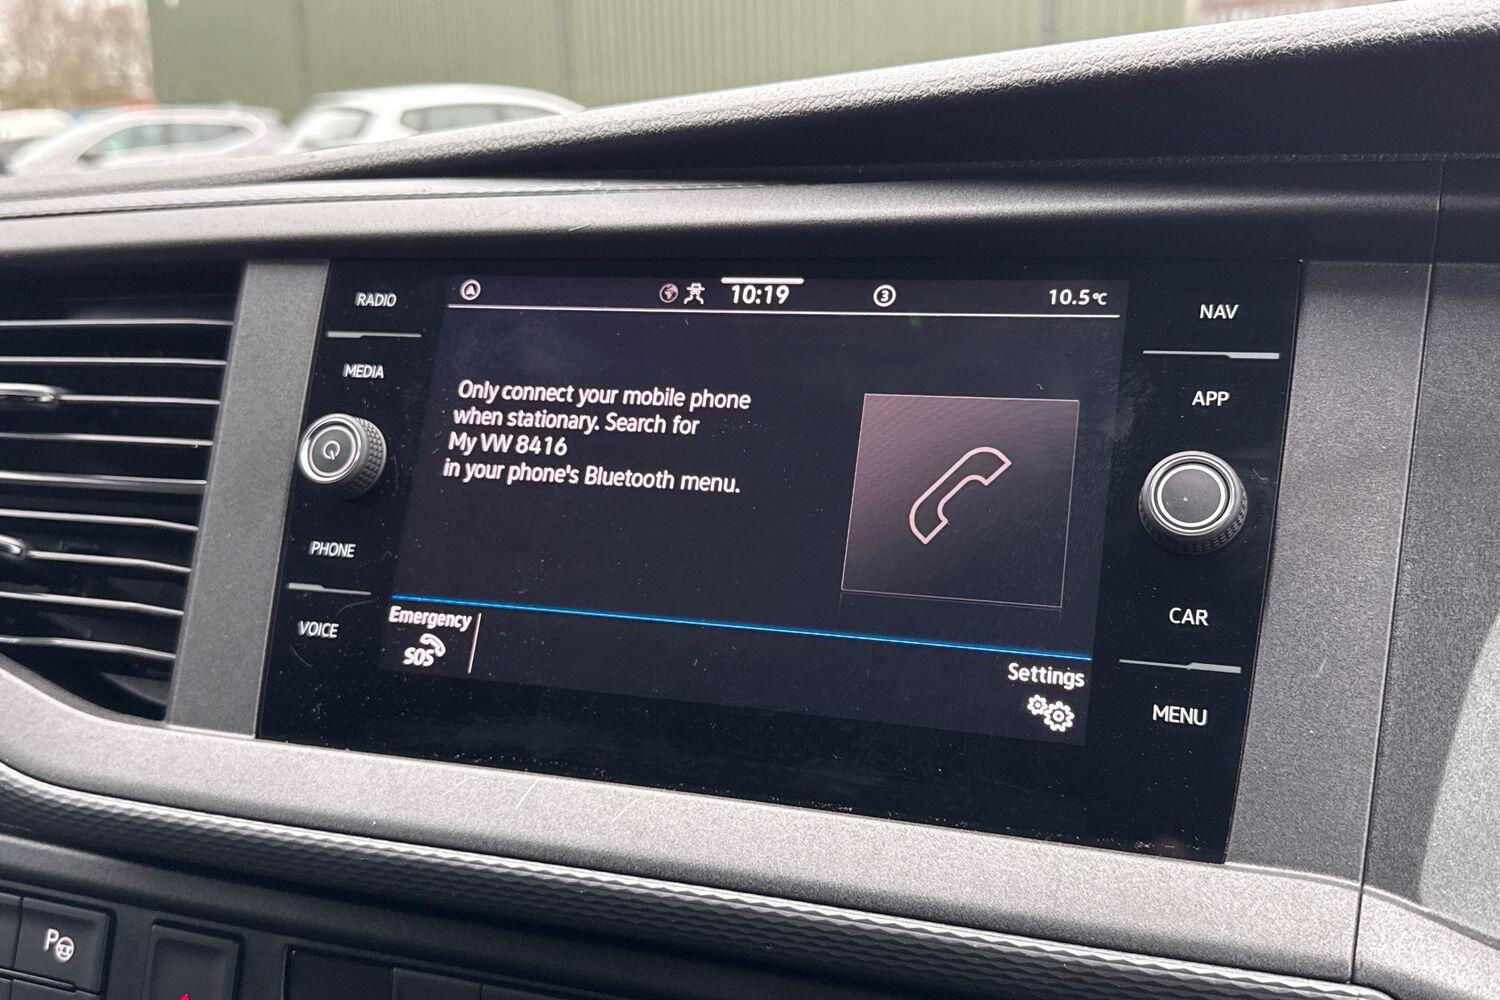 RADIO
MEDIA
PHONE
VOICE
10:19
3
10.5°C
Only connect your mobile phone
when stationary. Search for
My VW 8416
in your phone's Bluetooth menu.
Emergency
SOS
Settings
NAV
APP
CAR
MENU
P